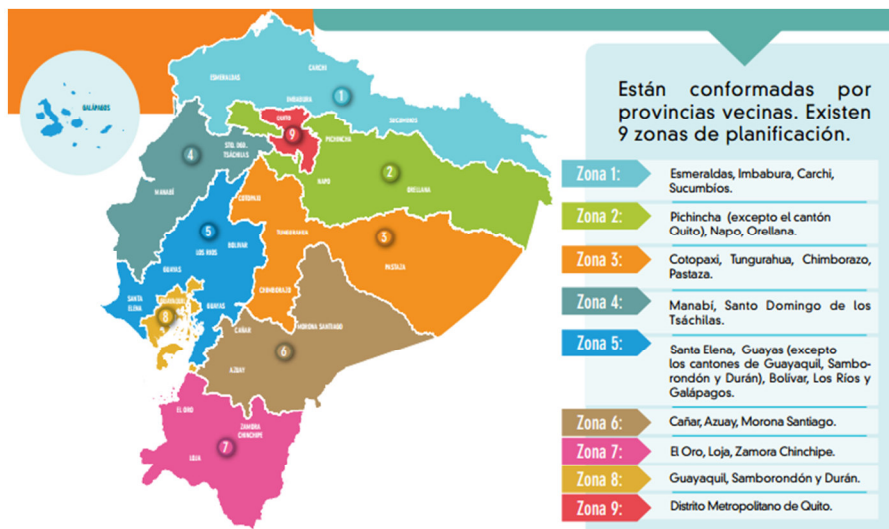 GALÁPAGOS
ESMERALDAS
CARCHI
IMBABURA
1
SUCUMBIOS
QUITO
9
PICHINCHA
STO. DGO.
TSÁCHILAS
4
MANABÍ
NAPO
2
ORELLANA
COTOPAXI
TUNGURAHUA
3
PASTAZA
5
LOS RIOS
BOLIVAR
GUAYAS
CHIMBORAZO
SANTA
ELENA
GUAYAS
8
MORONA SANTIAGO
CAÑAR
6
AZUAY
EL ORO
ZAMORA
CHINCHIPE
7
LOJA
Están conformadas por
provincias vecinas. Existen
9 zonas de planificación.
Zona 1:
Esmeraldas, Imbabura, Carchi,
Sucumbíos.
Zona 2:
Pichincha (excepto el cantón
Quito), Napo, Orellana.
Zona 3:
Cotopaxi, Tungurahua, Chimborazo,
Pastaza.
Zona 4:
Manabí, Santo Domingo de los
Tsáchilas.
Zona 5:
Santa Elena, Guayas (excepto
los cantones de Guayaquil, Sambo-
rondón y Durán), Bolívar, Los Ríos y
Galápagos.
Zona 6:
Cañar, Azuay, Morona Santiago.
Zona 7:
El Oro, Loja, Zamora Chinchipe.
Zona 8:
Guayaquil, Samborondón y Durán.
Zona 9:
Distrito Metropolitano de Quito.